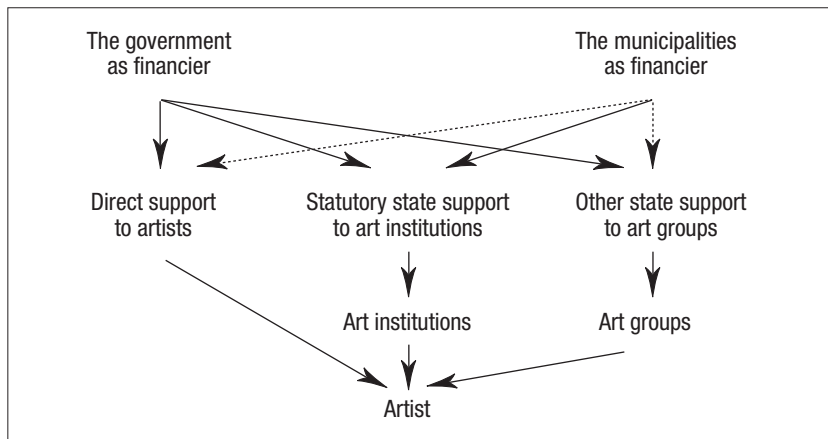 The government
as financier
The municipalities
as financier
Direct support
to artists
Statutory state support
to art institutions
Other state support
to art groups
Art institutions
Art groups
Artist